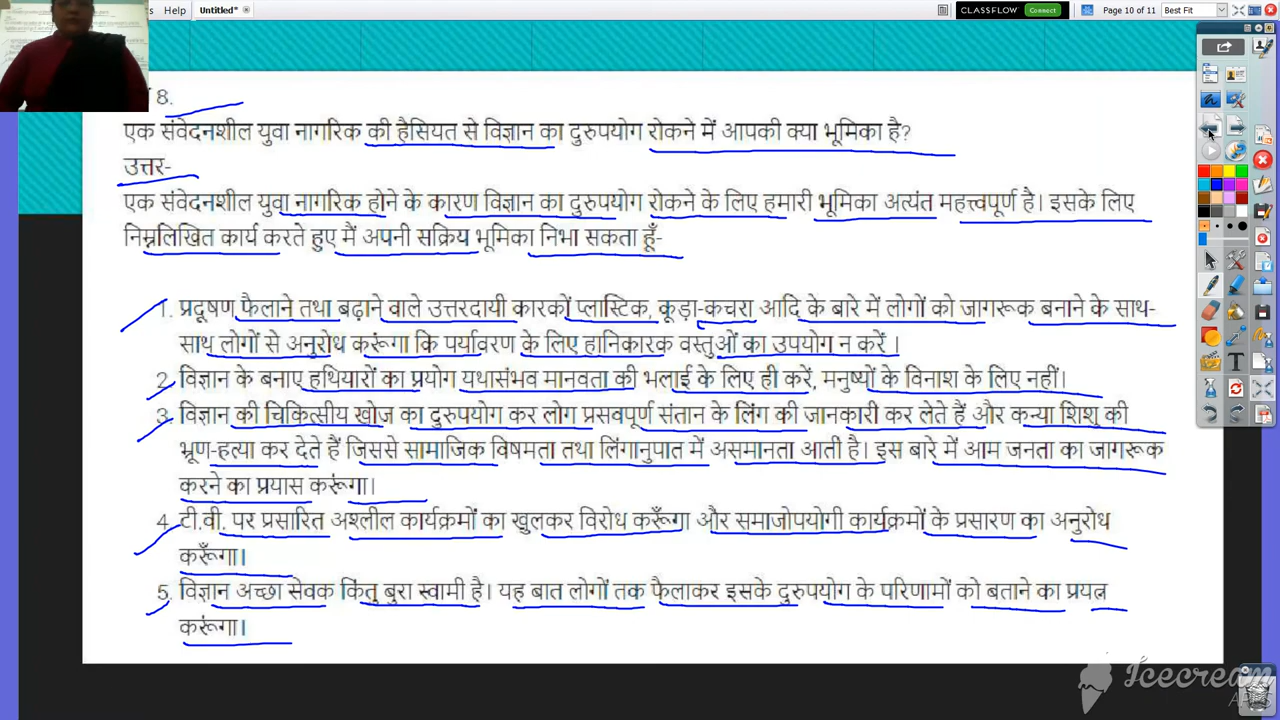 Text
Untitled*
CLASSFLOW Connect
Page 10 of 11
Best Fit
8.
एक संवेदनशील युवा नागरिक की हैसियत से विज्ञान का दुरुपयोग रोकने में आपकी क्या भूमिका है?
उत्तर-
एक संवेदनशील युवा नागरिक होने के कारण विज्ञान का दुरुपयोग रोकने के लिए हमारी भूमिका अत्यंत महत्त्वपूर्ण है। इसके लिए
निम्नलिखित कार्य करते हुए मैं अपनी सक्रिय भूमिका निभा सकता हूँ-
1. प्रदूषण फैलाने तथा बढ़ाने वाले उत्तरदायी कारकों प्लास्टिक, कूड़ा-कचरा आदि के बारे में लोगों को जागरूक बनाने के साथ-
साथ लोगों से अनुरोध करूंगा कि पर्यावरण के लिए हानिकारक वस्तुओं का उपयोग न करें ।
2. विज्ञान के बनाए हथियारों का प्रयोग यथासंभव मानवता की भलाई के लिए ही करें, मनुष्यों के विनाश के लिए नहीं।
3. विज्ञान की चिकित्सीय खोज का दुरुपयोग कर लोग प्रसवपूर्ण संतान के लिंग की जानकारी कर लेते हैं और कन्या शिशु की
भ्रूण-हत्या कर देते हैं जिससे सामाजिक विषमता तथा लिंगानुपात में असमानता आती है। इस बारे में आम जनता का जागरूक
करने का प्रयास करूंगा।
4. टी.वी. पर प्रसारित अश्लील कार्यक्रमों का खुलकर विरोध करूँगा और समाजोपयोगी कार्यक्रमों के प्रसारण का अनुरोध
करूँगा।
5. विज्ञान अच्छा सेवक किंतु बुरा स्वामी है। यह बात लोगों तक फैलाकर इसके दुरुपयोग के परिणामों को बताने का प्रयत्न
करूंगा।
Icecream
APPS